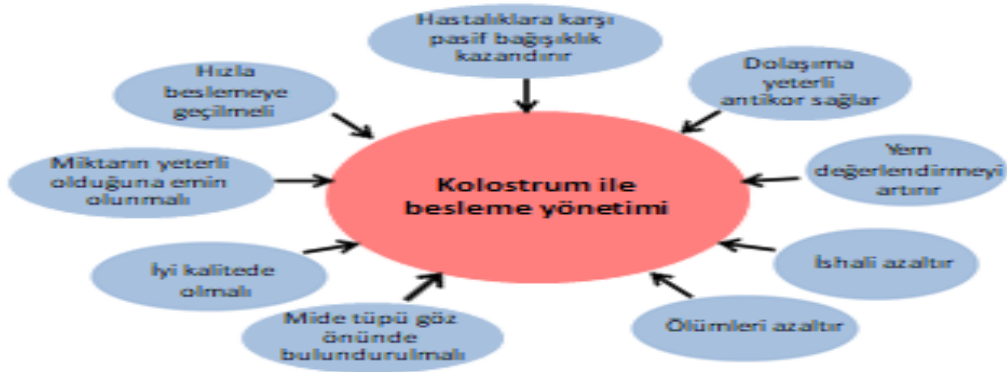 Hastalıklara karşı
pasif bağışıklık
kazandırır
Dolaşıma
yeterli
antikor sağlar
Yem
değerlendirmeyi
artırır
İshali azaltır
Ölümleri azaltır
Mide tüpü göz
önünde
bulundurulmalı
İyi kalitede
olmalı
Miktarın yeterli
olduğuna emin
olunmalı
Hızla
beslemeye
geçilmeli
Kolostrum ile
besleme yönetimi